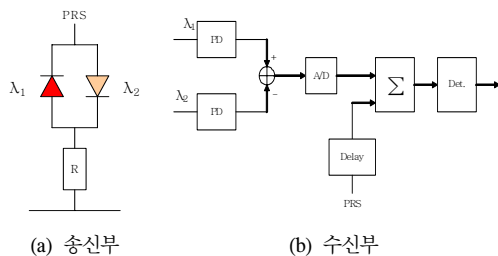 PRS
λ1
λ2
R
(a) 송신부
λ1
PD
+
λ2
PD
−
A/D
Σ
Det.
Delay
PRS
(b) 수신부